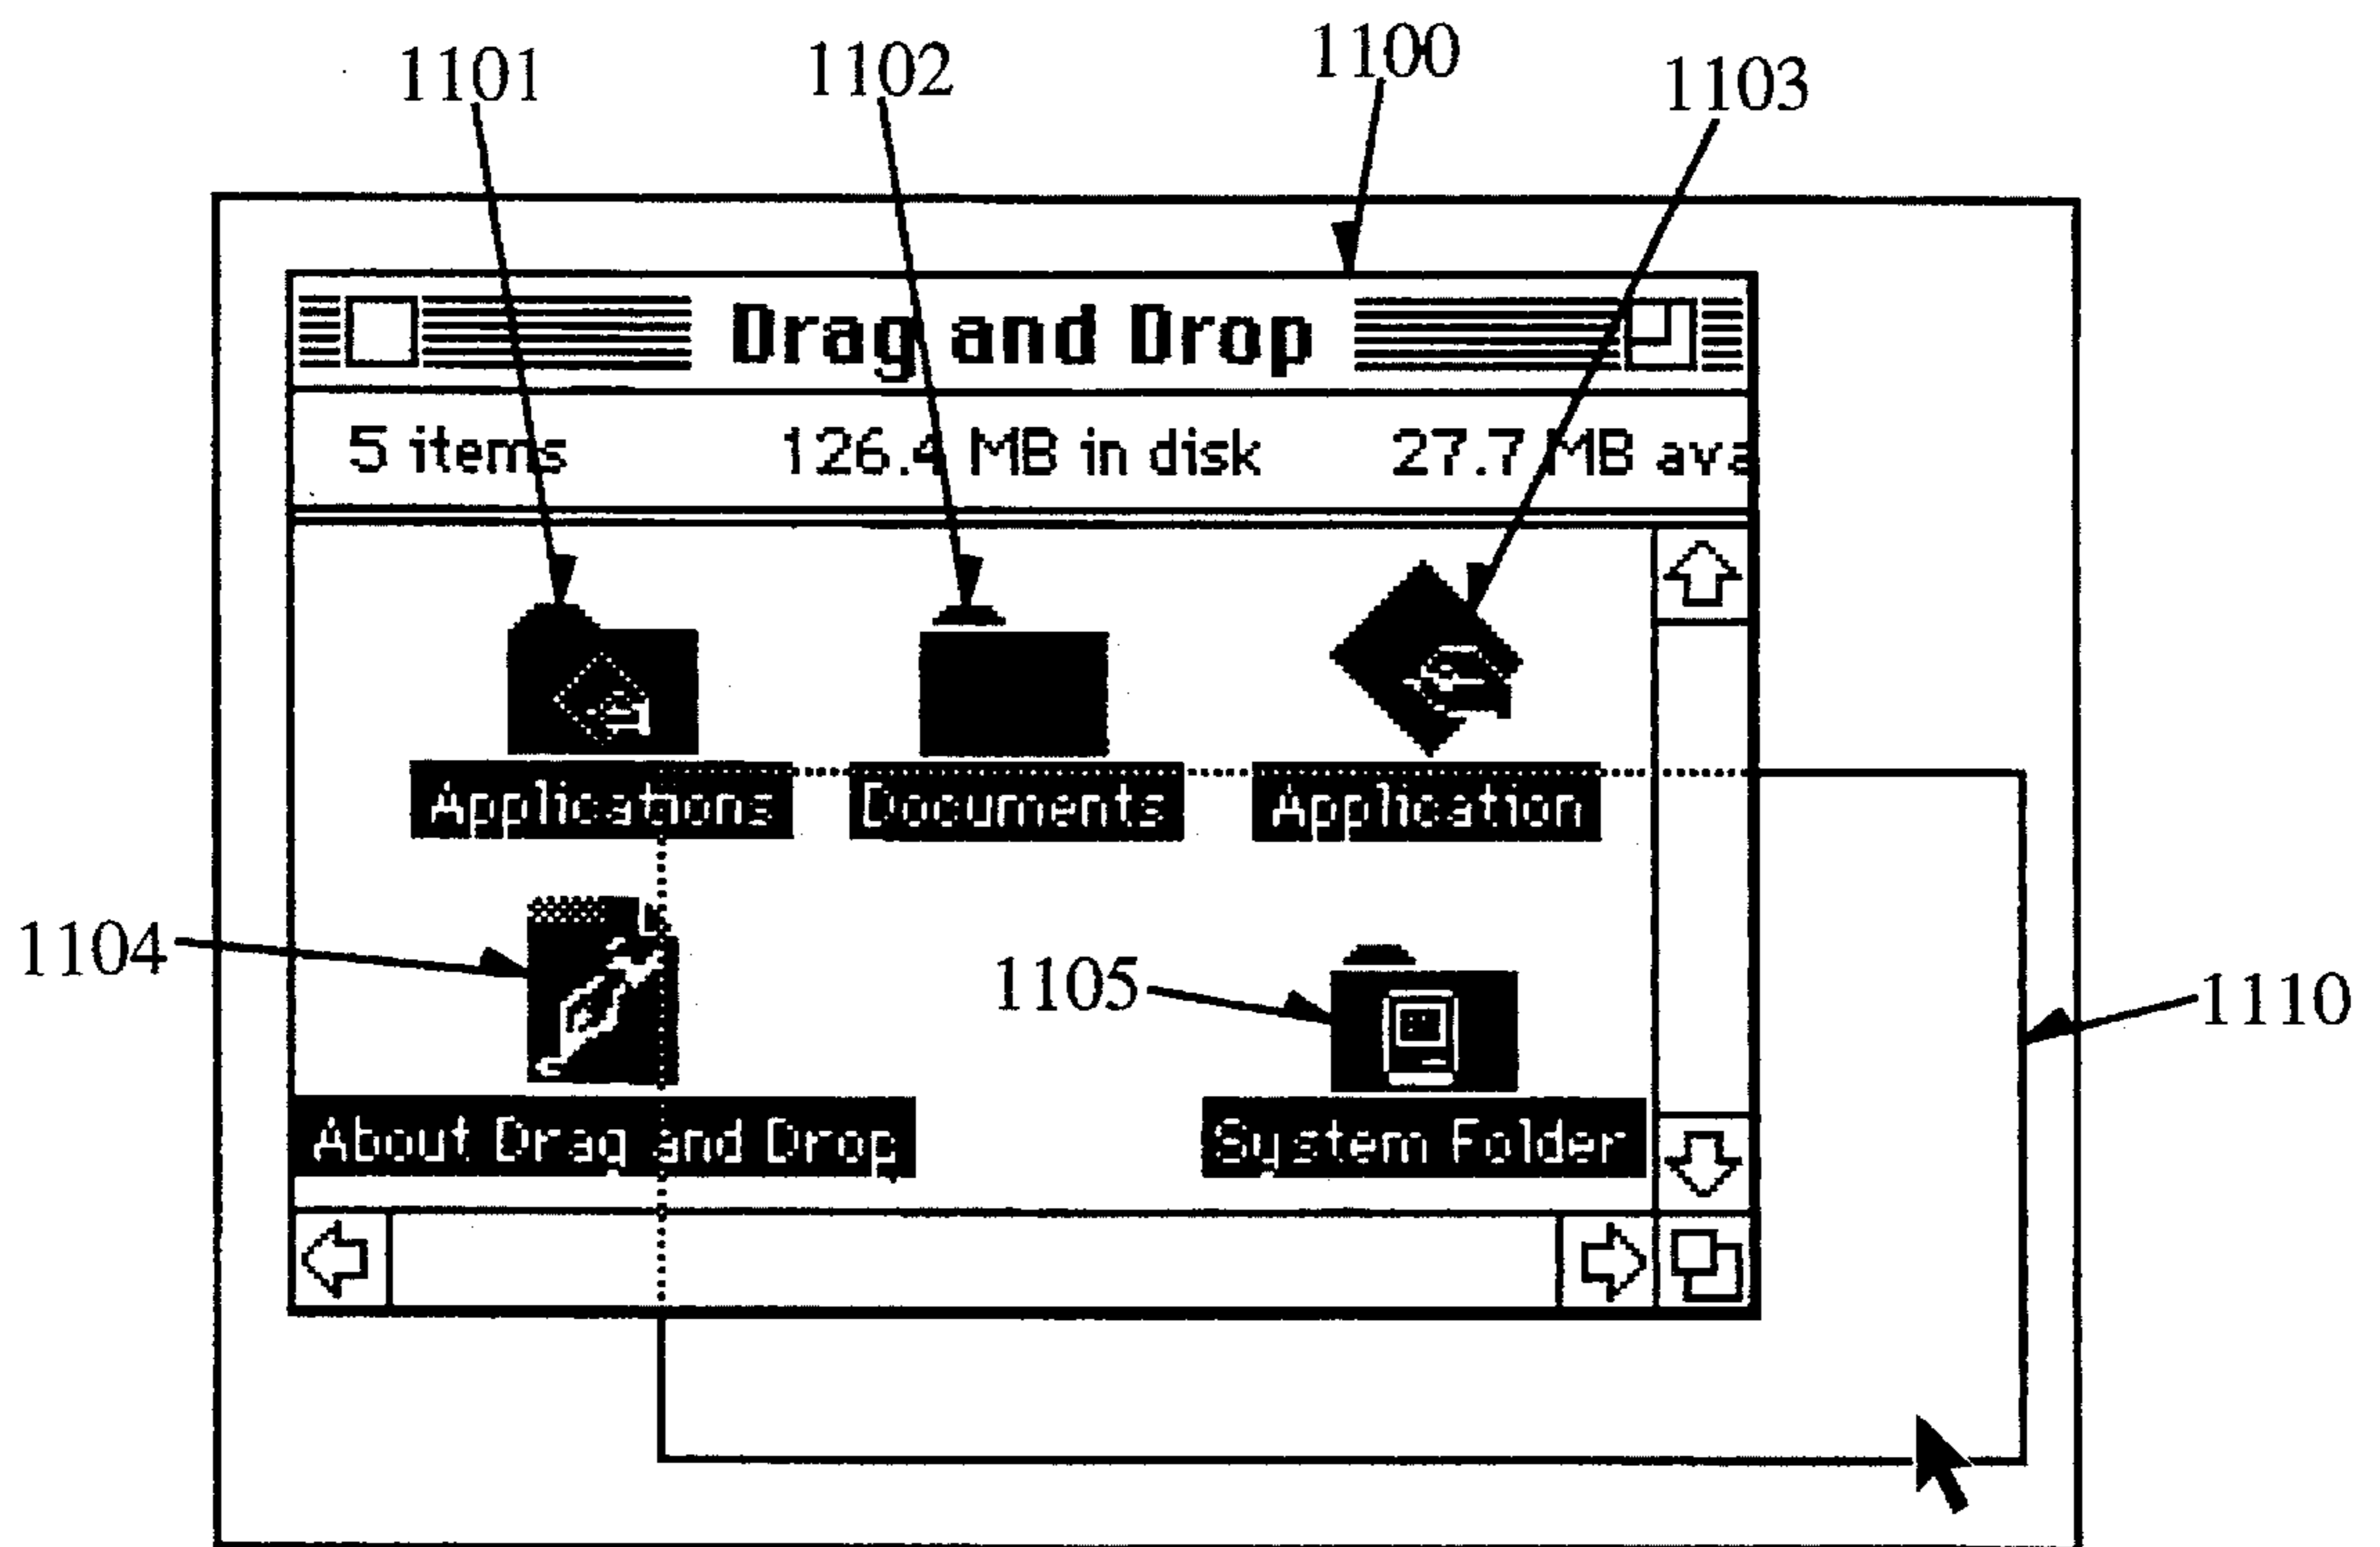 1101 1102 1100 1103
Drag and Drop
5 items 126.4 MB in disk 27.7 MB ava
Applications Documents Application
1104 1105 1110
About Drag and Drop System Folder